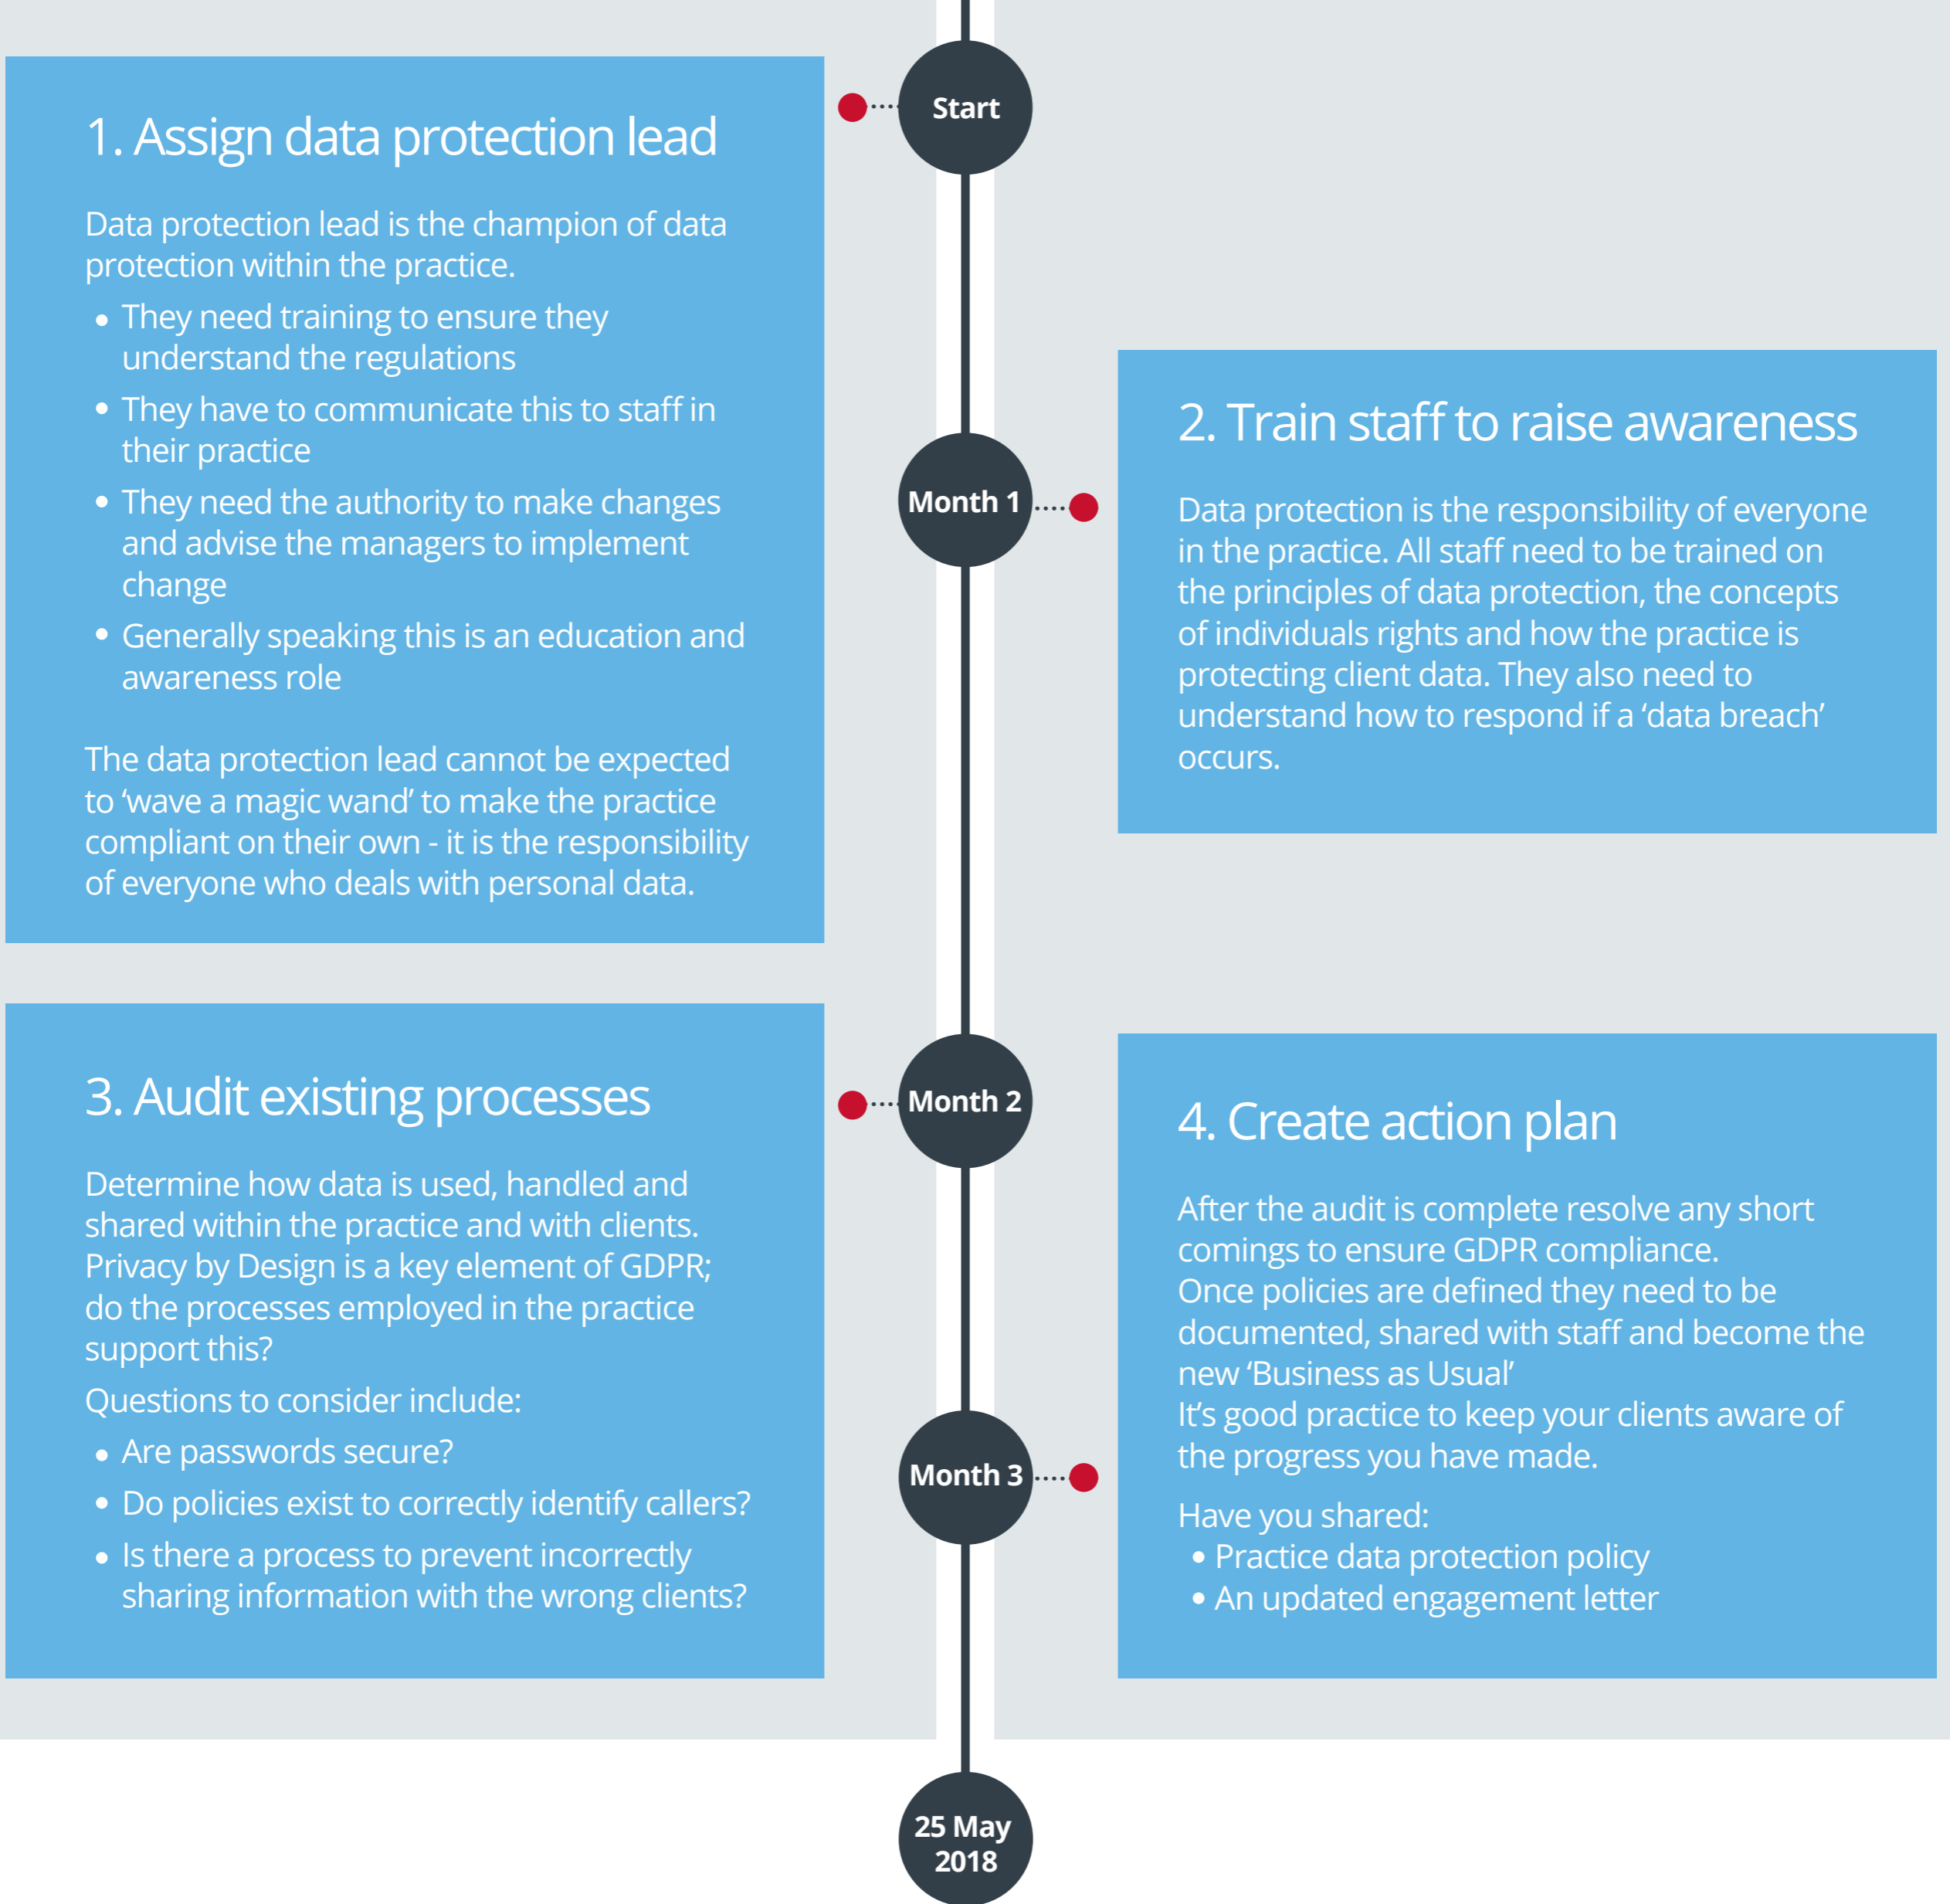 Start
1. Assign data protection lead
Data protection lead is the champion of data
protection within the practice.
• They need training to ensure they
understand the regulations
• They have to communicate this to staff in
their practice
• They need the authority to make changes
and advise the managers to implement
change
• Generally speaking this is an education and
awareness role
The data protection lead cannot be expected
to ‘wave a magic wand’ to make the practice
compliant on their own - it is the responsibility
of everyone who deals with personal data.
Month 1
2. Train staff to raise awareness
Data protection is the responsibility of everyone
in the practice. All staff need to be trained on
the principles of data protection, the concepts
of individuals rights and how the practice is
protecting client data. They also need to
understand how to respond if a ‘data breach’
occurs.
Month 2
3. Audit existing processes
Determine how data is used, handled and
shared within the practice and with clients.
Privacy by Design is a key element of GDPR;
do the processes employed in the practice
support this?
Questions to consider include:
• Are passwords secure?
• Do policies exist to correctly identify callers?
• Is there a process to prevent incorrectly
sharing information with the wrong clients?
Month 3
4. Create action plan
After the audit is complete resolve any short
comings to ensure GDPR compliance.
Once policies are defined they need to be
documented, shared with staff and become the
new ‘Business as Usual’
It’s good practice to keep your clients aware of
the progress you have made.
Have you shared:
• Practice data protection policy
• An updated engagement letter
25 May
2018